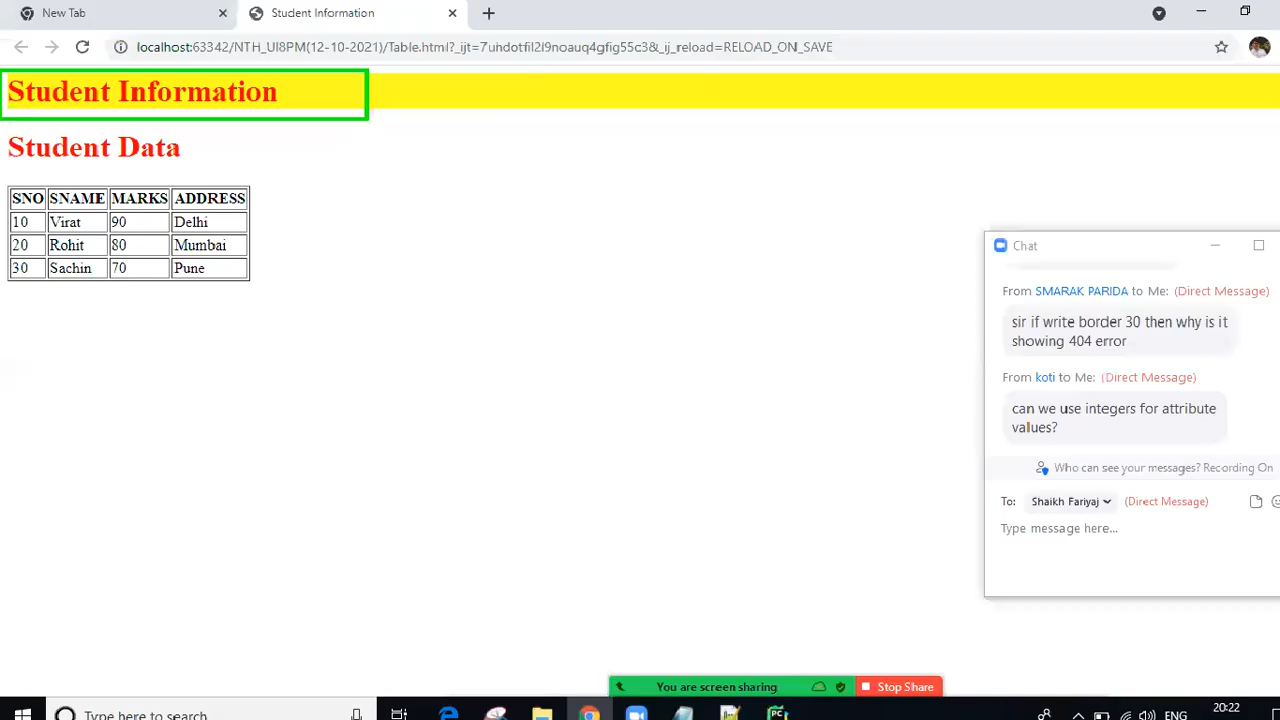 New Tab
Student Information
localhost:63342/NTH_UI8PM(12-10-2021)/Table.html?_ijt=7uhdotfil2l9noauq4gfig55c3&_ij_reload=RELOAD_ON_SAVE
Student Information
Student Data
SNO SNAME MARKS ADDRESS
10 Virat 90 Delhi
20 Rohit 80 Mumbai
30 Sachin 70 Pune
Chat
From SMARAK PARIDA to Me: (Direct Message)
sir if write border 30 then why is it
showing 404 error
From koti to Me: (Direct Message)
can we use integers for attribute
values?
Who can see your messages? Recording On
To: Shaikh Fariyaj (Direct Message)
Type message here...
You are screen sharing
Stop Share
Type here to search
PC
ENG
20:22